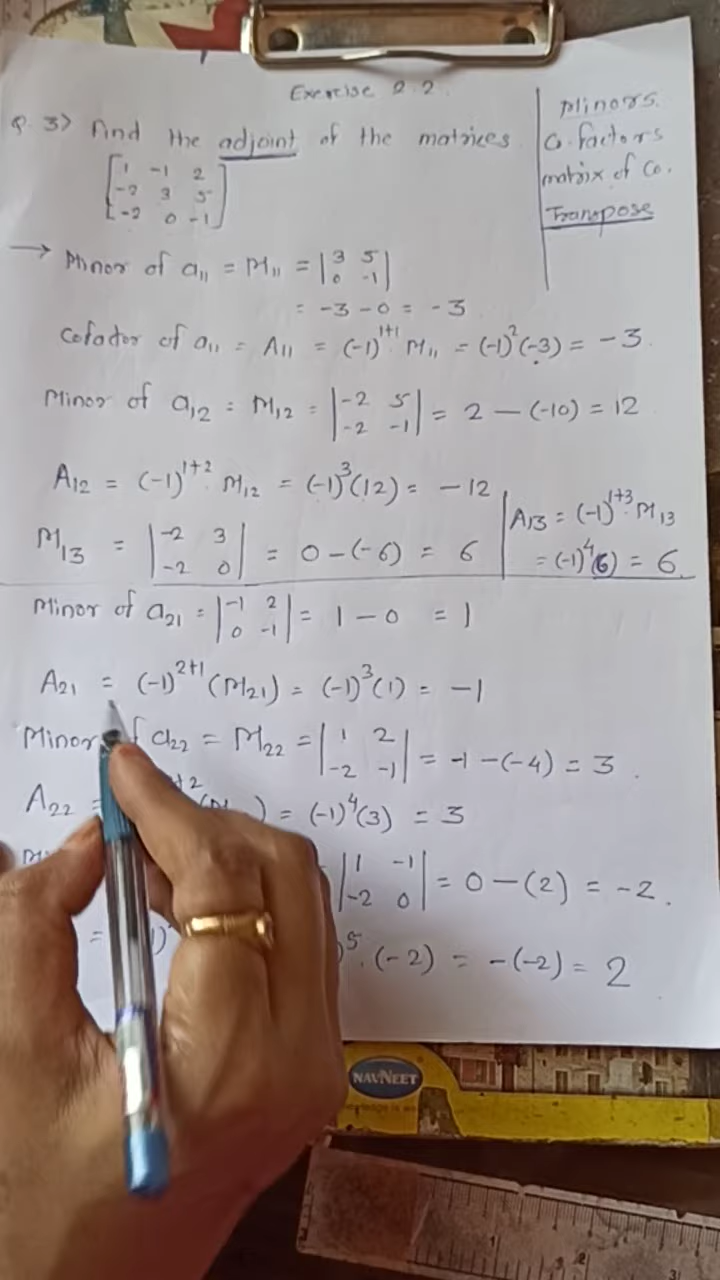 Exercise 2.2.
Q. 3) Find the adjoint of the matrices
[1 -1 2
-2 3 5
-2 0 -1]
Minors.
Co.factors
matrix of Co.
Transpose
→ Minor of a11 = M11 = |3 5
0 -1|
= -3 - 0 = -3
Cofactor of a11 = A11 = (-1)^1+1 M11 = (-1)^2(-3) = -3.
Minor of a12 = M12 = |-2 5
-2 -1| = 2 - (-10) = 12
A12 = (-1)^1+2 M12 = (-1)^3(12) = -12
M13 = |-2 3
-2 0| = 0 - (-6) = 6
A13 = (-1)^1+3 M13
= (-1)^4(6) = 6.
Minor of a21 = |-1 2
0 -1| = 1 - 0 = 1
A21 = (-1)^2+1 (M21) = (-1)^3(1) = -1
Minor of a22 = M22 = |1 2
-2 -1| = -1 - (-4) = 3.
A22 = +2 ) = (-1)^4(3) = 3
|1 -1
-2 0| = 0 - (2) = -2.
= )^5. (-2) = -(-2) = 2
NAVNEET